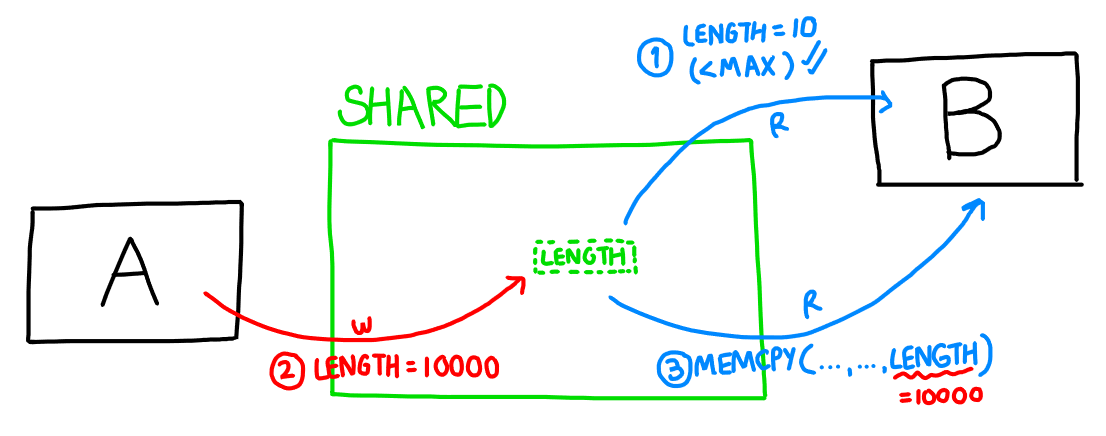 ① LENGTH=10
(<MAX) ✓
SHARED
R
B
A
LENGTH
W
② LENGTH=10000
R
③ MEMCPY(...,...,LENGTH)
=10000